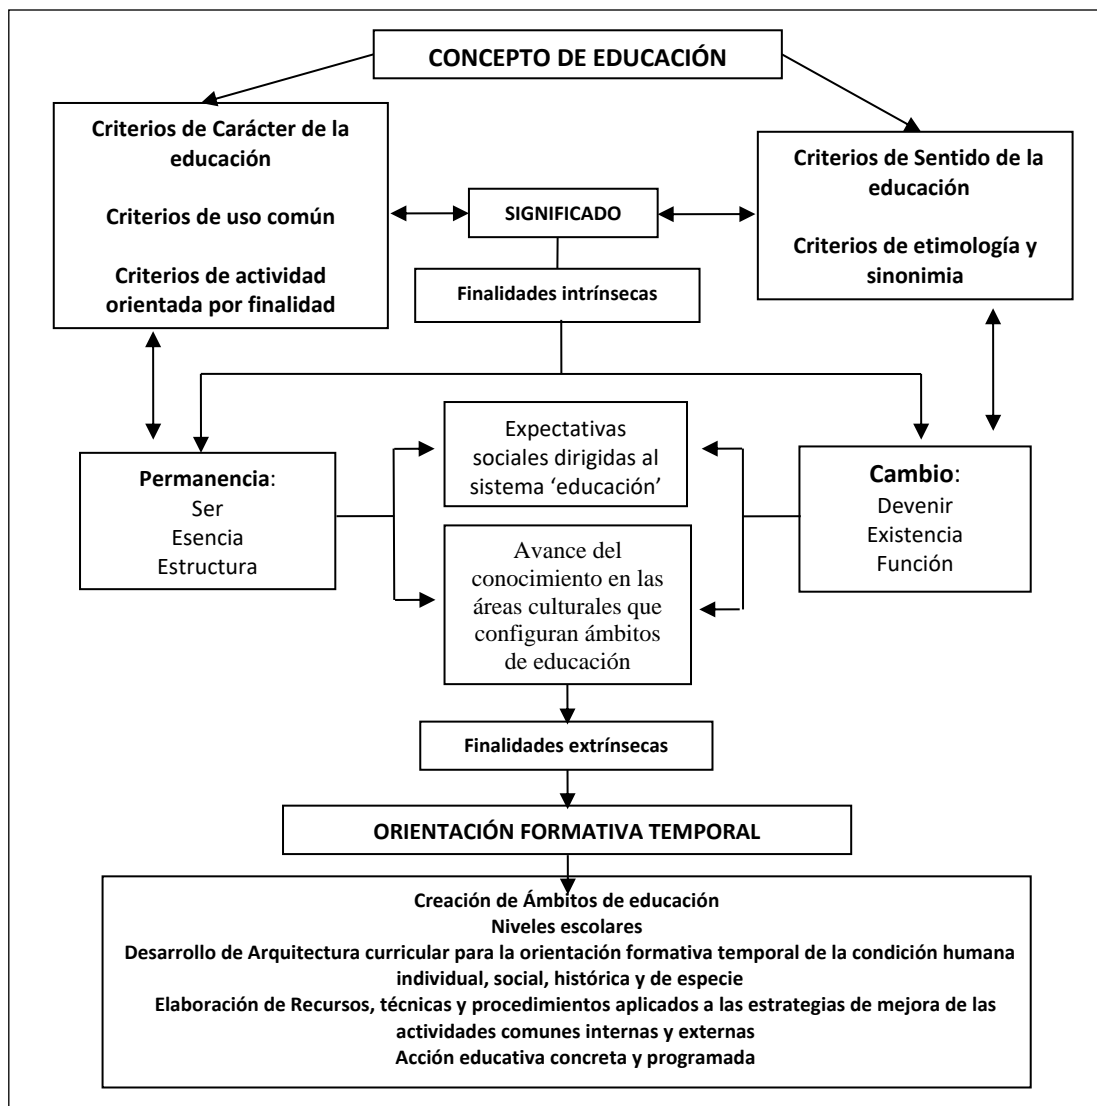 CONCEPTO DE EDUCACIÓN
Criterios de Carácter de la
educación
Criterios de uso común
Criterios de actividad
orientada por finalidad
SIGNIFICADO
Criterios de Sentido de la
educación
Criterios de etimología y
sinonimia
Finalidades intrínsecas
Permanencia:
Ser
Esencia
Estructura
Expectativas
sociales dirigidas al
sistema ‘educación’
Avance del
conocimiento en las
áreas culturales que
configuran ámbitos
de educación
Cambio:
Devenir
Existencia
Función
Finalidades extrínsecas
ORIENTACIÓN FORMATIVA TEMPORAL
Creación de Ámbitos de educación
Niveles escolares
Desarrollo de Arquitectura curricular para la orientación formativa temporal de la condición humana
individual, social, histórica y de especie
Elaboración de Recursos, técnicas y procedimientos aplicados a las estrategias de mejora de las
actividades comunes internas y externas
Acción educativa concreta y programada